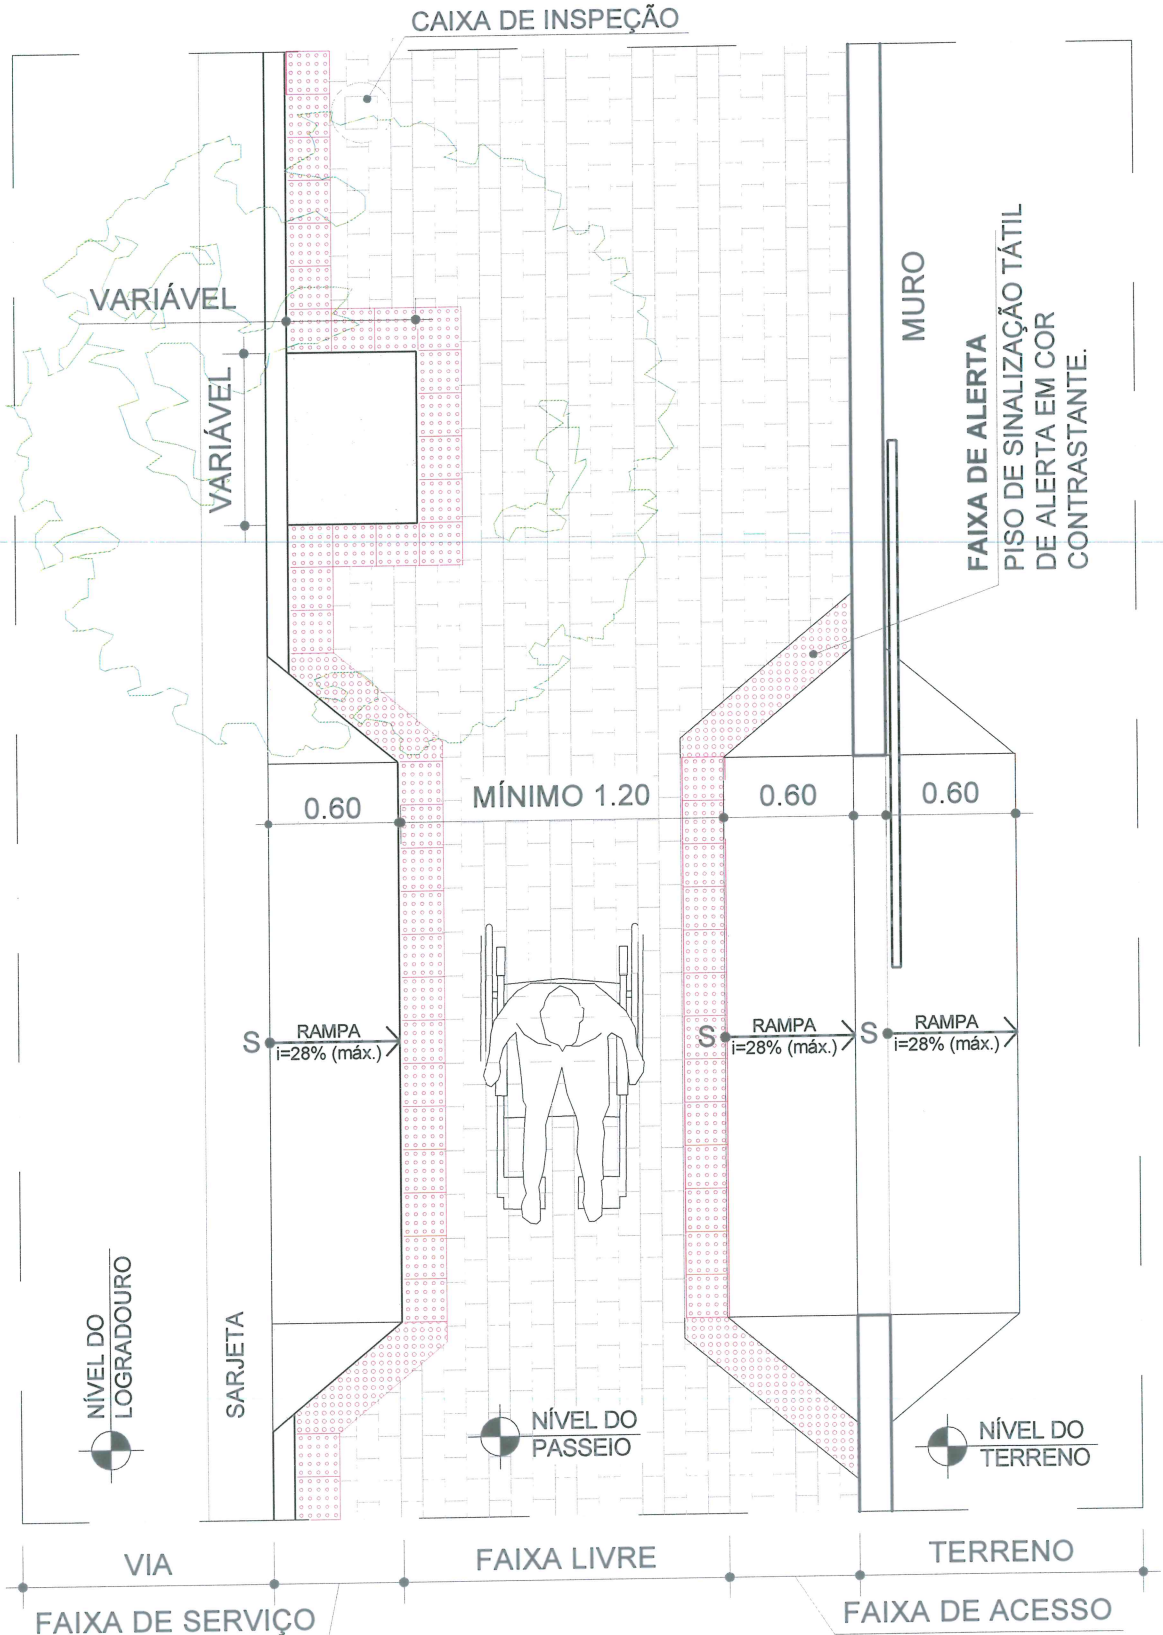 CAIXA DE INSPEÇÃO
VARIÁVEL
VARIÁVEL
MURO
FAIXA DE ALERTA
PISO DE SINALIZAÇÃO TÁTIL
DE ALERTA EM COR
CONTRASTANTE.
0.60
MÍNIMO 1.20
0.60
0.60
S
RAMPA
i=28% (máx.)
S
RAMPA
i=28% (máx.)
S
RAMPA
i=28% (máx.)
NÍVEL DO
LOGRADOURO
SARJETA
NÍVEL DO
PASSEIO
NÍVEL DO
TERRENO
VIA
FAIXA LIVRE
TERRENO
FAIXA DE SERVIÇO
FAIXA DE ACESSO